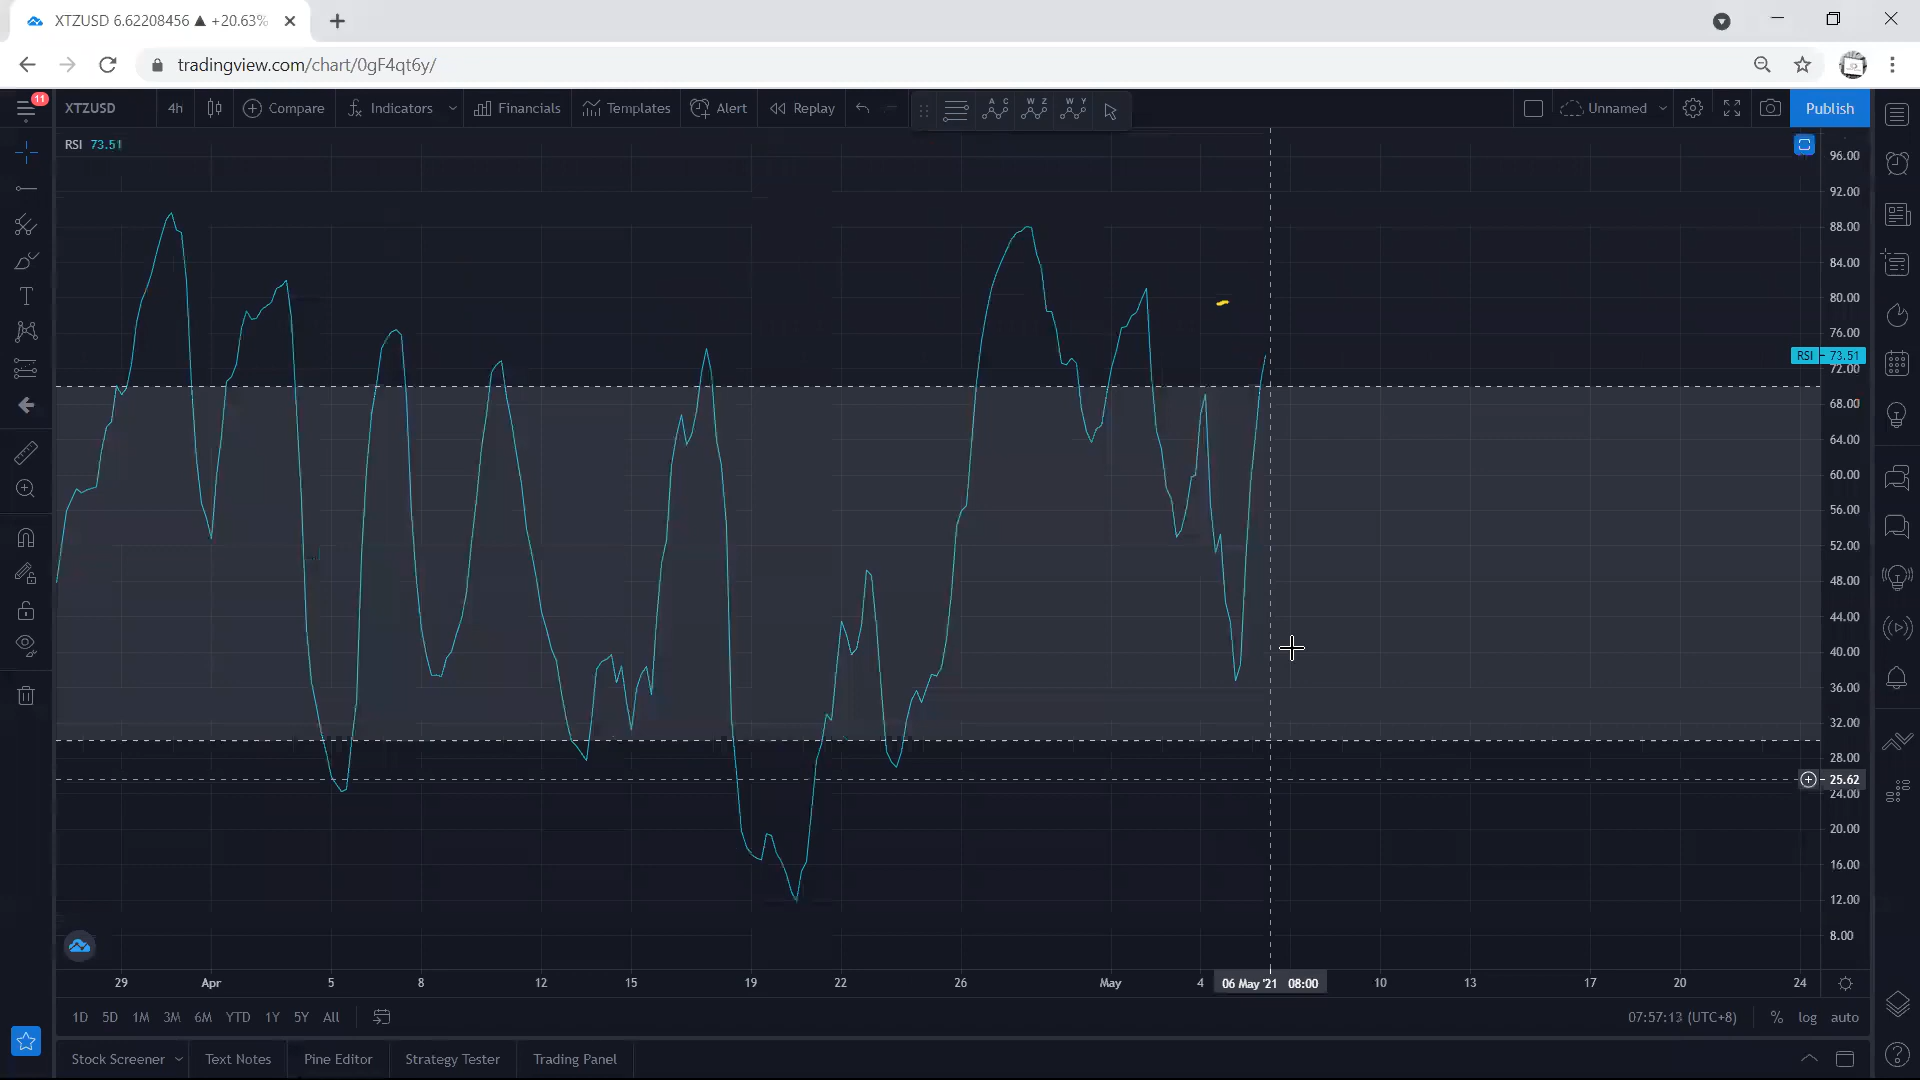 XTZUSD 6.62208456 ▲ +20.63%
tradingview.com/chart/0gF4qt6y/
11
XTZUSD 4h Compare Indicators Financials Templates Alert Replay Unnamed Publish
A C W Z W Y
RSI 73.51
96.00
92.00
88.00
84.00
80.00
76.00
RSI 73.51
72.00
68.00
64.00
60.00
56.00
52.00
48.00
44.00
40.00
36.00
32.00
28.00
25.62
24.00
20.00
16.00
12.00
8.00
29 Apr 5 8 12 15 19 22 26 May 4 06 May '21 08:00 10 13 17 20 24
1D 5D 1M 3M 6M YTD 1Y 5Y All 07:57:13 (UTC+8) % log auto
Stock Screener Text Notes Pine Editor Strategy Tester Trading Panel